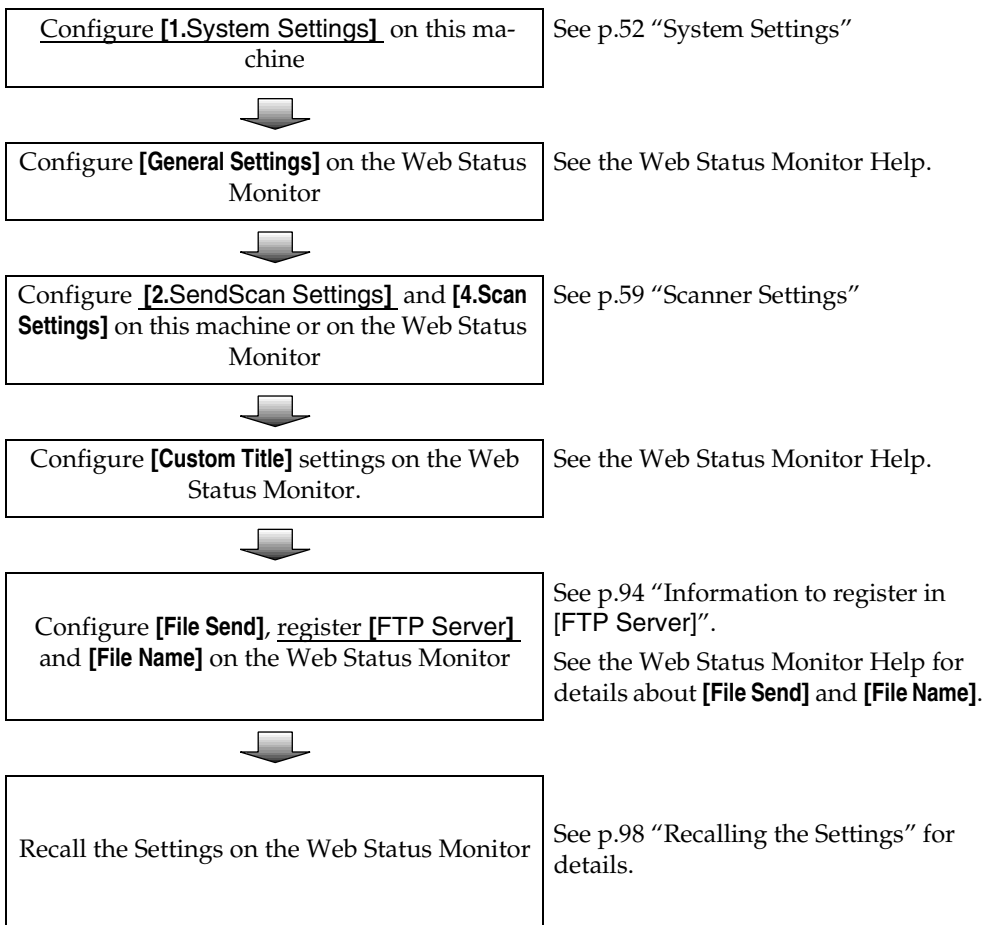 Configure [1.System Settings] on this ma-
chine
See p.52 “System Settings”
Configure [General Settings] on the Web Status
Monitor
See the Web Status Monitor Help.
Configure [2.SendScan Settings] and [4.Scan
Settings] on this machine or on the Web Status
Monitor
See p.59 “Scanner Settings”
Configure [Custom Title] settings on the Web
Status Monitor.
See the Web Status Monitor Help.
Configure [File Send], register [FTP Server]
and [File Name] on the Web Status Monitor
See p.94 “Information to register in
[FTP Server]”.
See the Web Status Monitor Help for
details about [File Send] and [File Name].
Recall the Settings on the Web Status Monitor
See p.98 “Recalling the Settings” for
details.